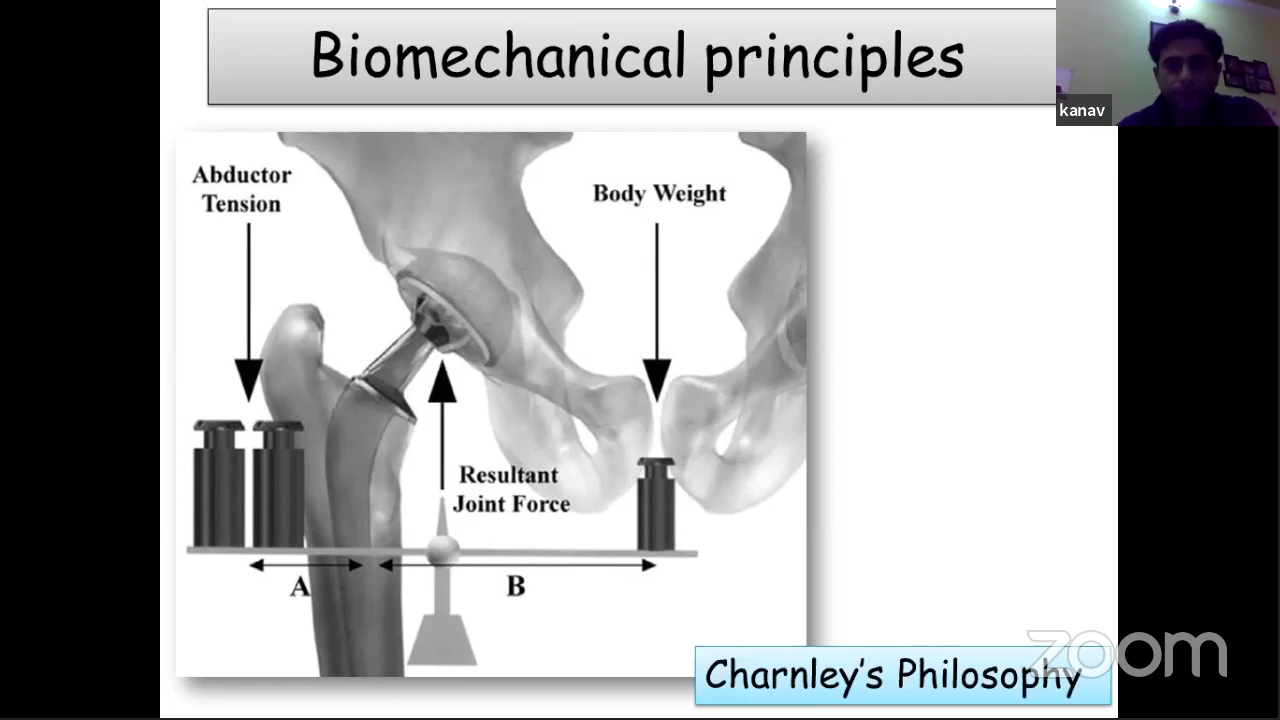 Biomechanical principles
kanav
Abductor
Tension
Body Weight
Resultant
Joint Force
A
B
Charnley's Philosophy
zoom